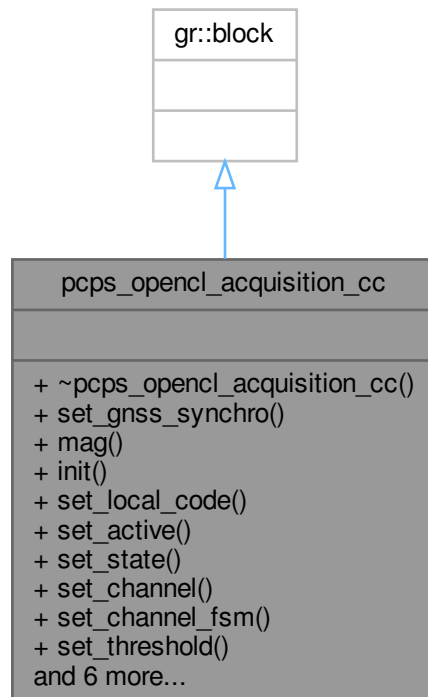 gr::block
pcps_opencl_acquisition_cc
+ ~pcps_opencl_acquisition_cc()
+ set_gnss_synchro()
+ mag()
+ init()
+ set_local_code()
+ set_active()
+ set_state()
+ set_channel()
+ set_channel_fsm()
+ set_threshold()
and 6 more...